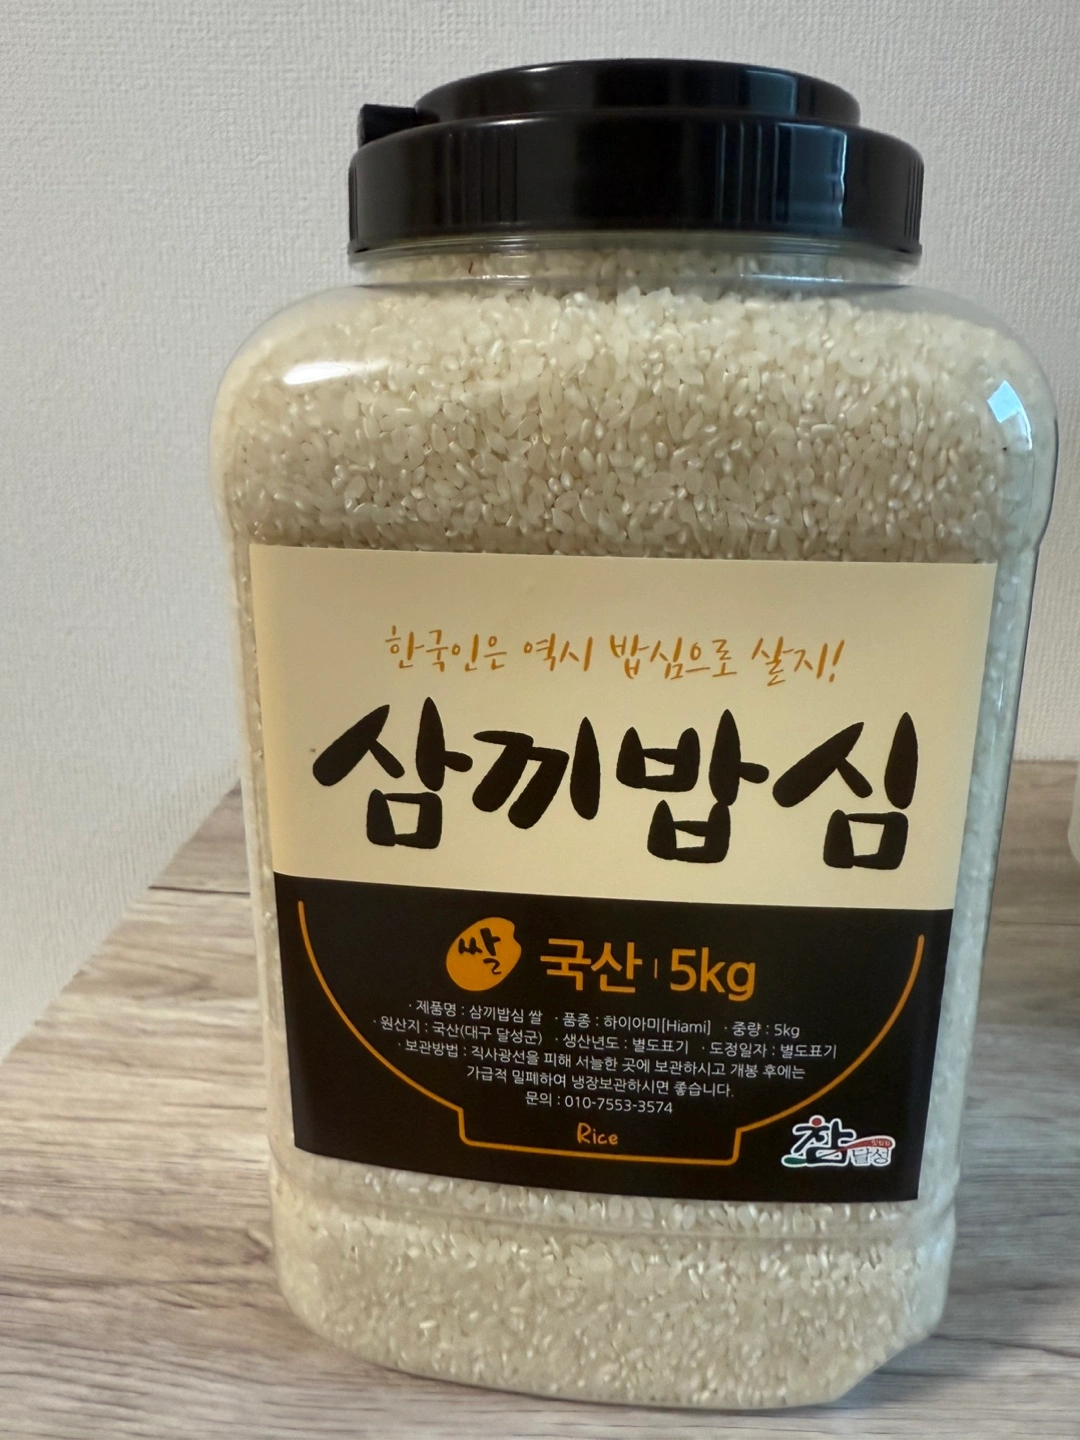 한국인은 역시 밥심으로 살지!
삼끼밥심
쌀 국산 | 5kg
· 제품명 : 삼끼밥심 쌀 · 품종 : 하이아미[Hiami] · 중량 : 5kg
· 원산지 : 국산(대구 달성군) · 생산년도 : 별도표기 · 도정일자 : 별도표기
· 보관방법 : 직사광선을 피해 서늘한 곳에 보관하시고 개봉 후에는
가급적 밀폐하여 냉장보관하시면 좋습니다.
문의 : 010-7553-3574
Rice
참
달성